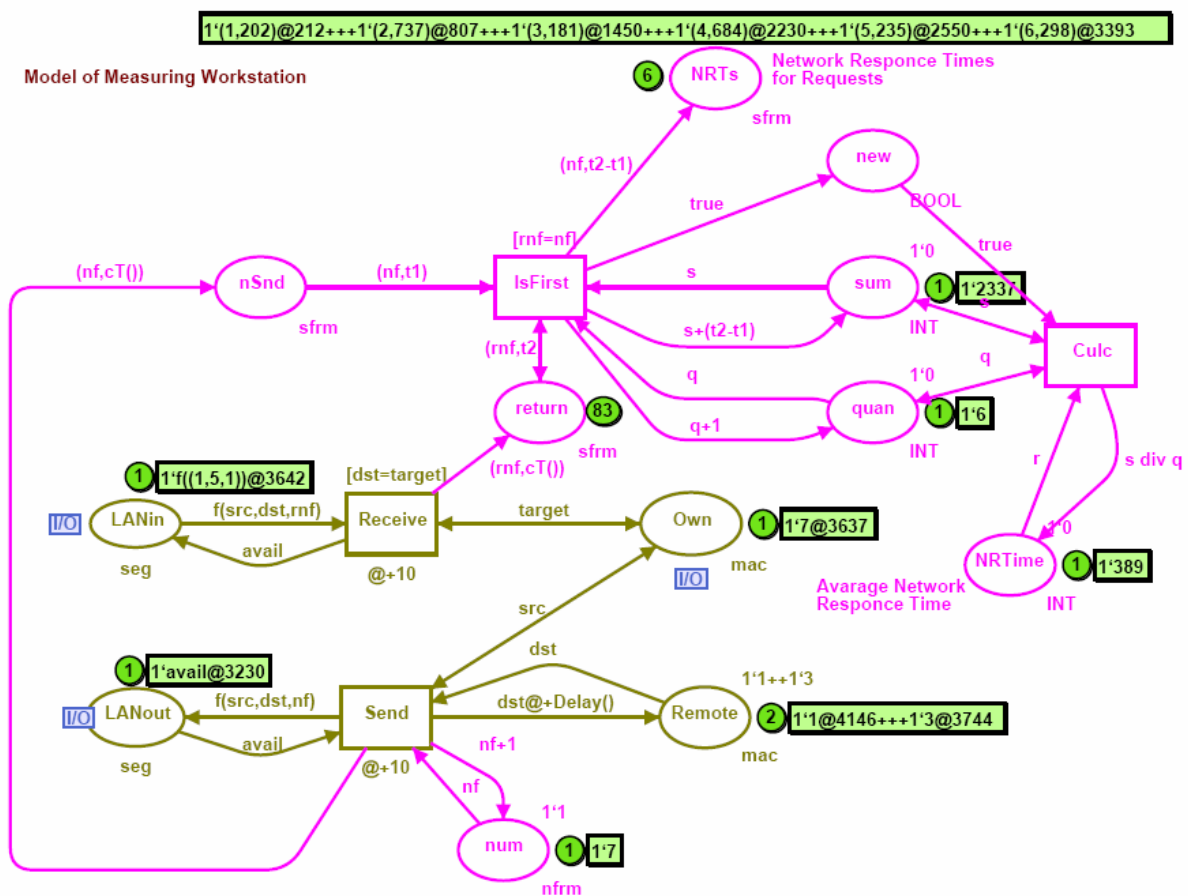 1`(1,202)@212+++1`(2,737)@807+++1`(3,181)@1450+++1`(4,684)@2230+++1`(5,235)@2550+++1`(6,298)@3393
Model of Measuring Workstation
6
NRTs
Network Responce Times
for Requests
sfrm
(nf,t2-t1)
new
true
BOOL
[rnf=nf]
true
(nf,cT())
nSnd
(nf,t1)
IsFirst
s
1`0
sum
1
1`2337
s
sfrm
s+(t2-t1)
INT
Culc
(rnf,t2
q
1`0
q
return
83
quan
1
1`6
q+1
sfrm
INT
(rnf,cT())
r
s div q
1
1`f((1,5,1))@3642
[dst=target]
I/O
LANin
f(src,dst,rnf)
Receive
target
Own
1
1`7@3637
avail
1`0
seg
@+10
mac
I/O
NRTime
1
1`389
Avarage Network
Responce Time
INT
src
1
1`avail@3230
dst
1`1++1`3
I/O
LANout
f(src,dst,nf)
Send
dst@+Delay()
Remote
2
1`1@4146+++1`3@3744
avail
nf+1
seg
@+10
mac
nf
1`1
num
1
1`7
nfrm